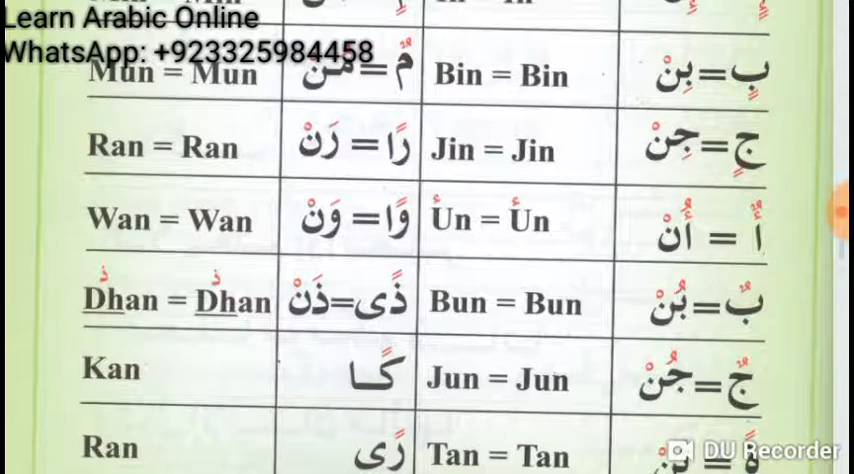 Learn Arabic Online
WhatsApp: +923325984458
Mun = Mun مٌ=مُنْ Bin = Bin بٍ=بِنْ
Ran = Ran رًا=رَنْ Jin = Jin جٍ=جِنْ
Wan = Wan وًا=وَنْ Un = Un أٌ = أُنْ
Dhan = Dhan ذًى=ذَنْ Bun = Bun بٌ=بُنْ
Kan كًا Jun = Jun جٌ=جُنْ
Ran رًى Tan = Tan
DU Recorder